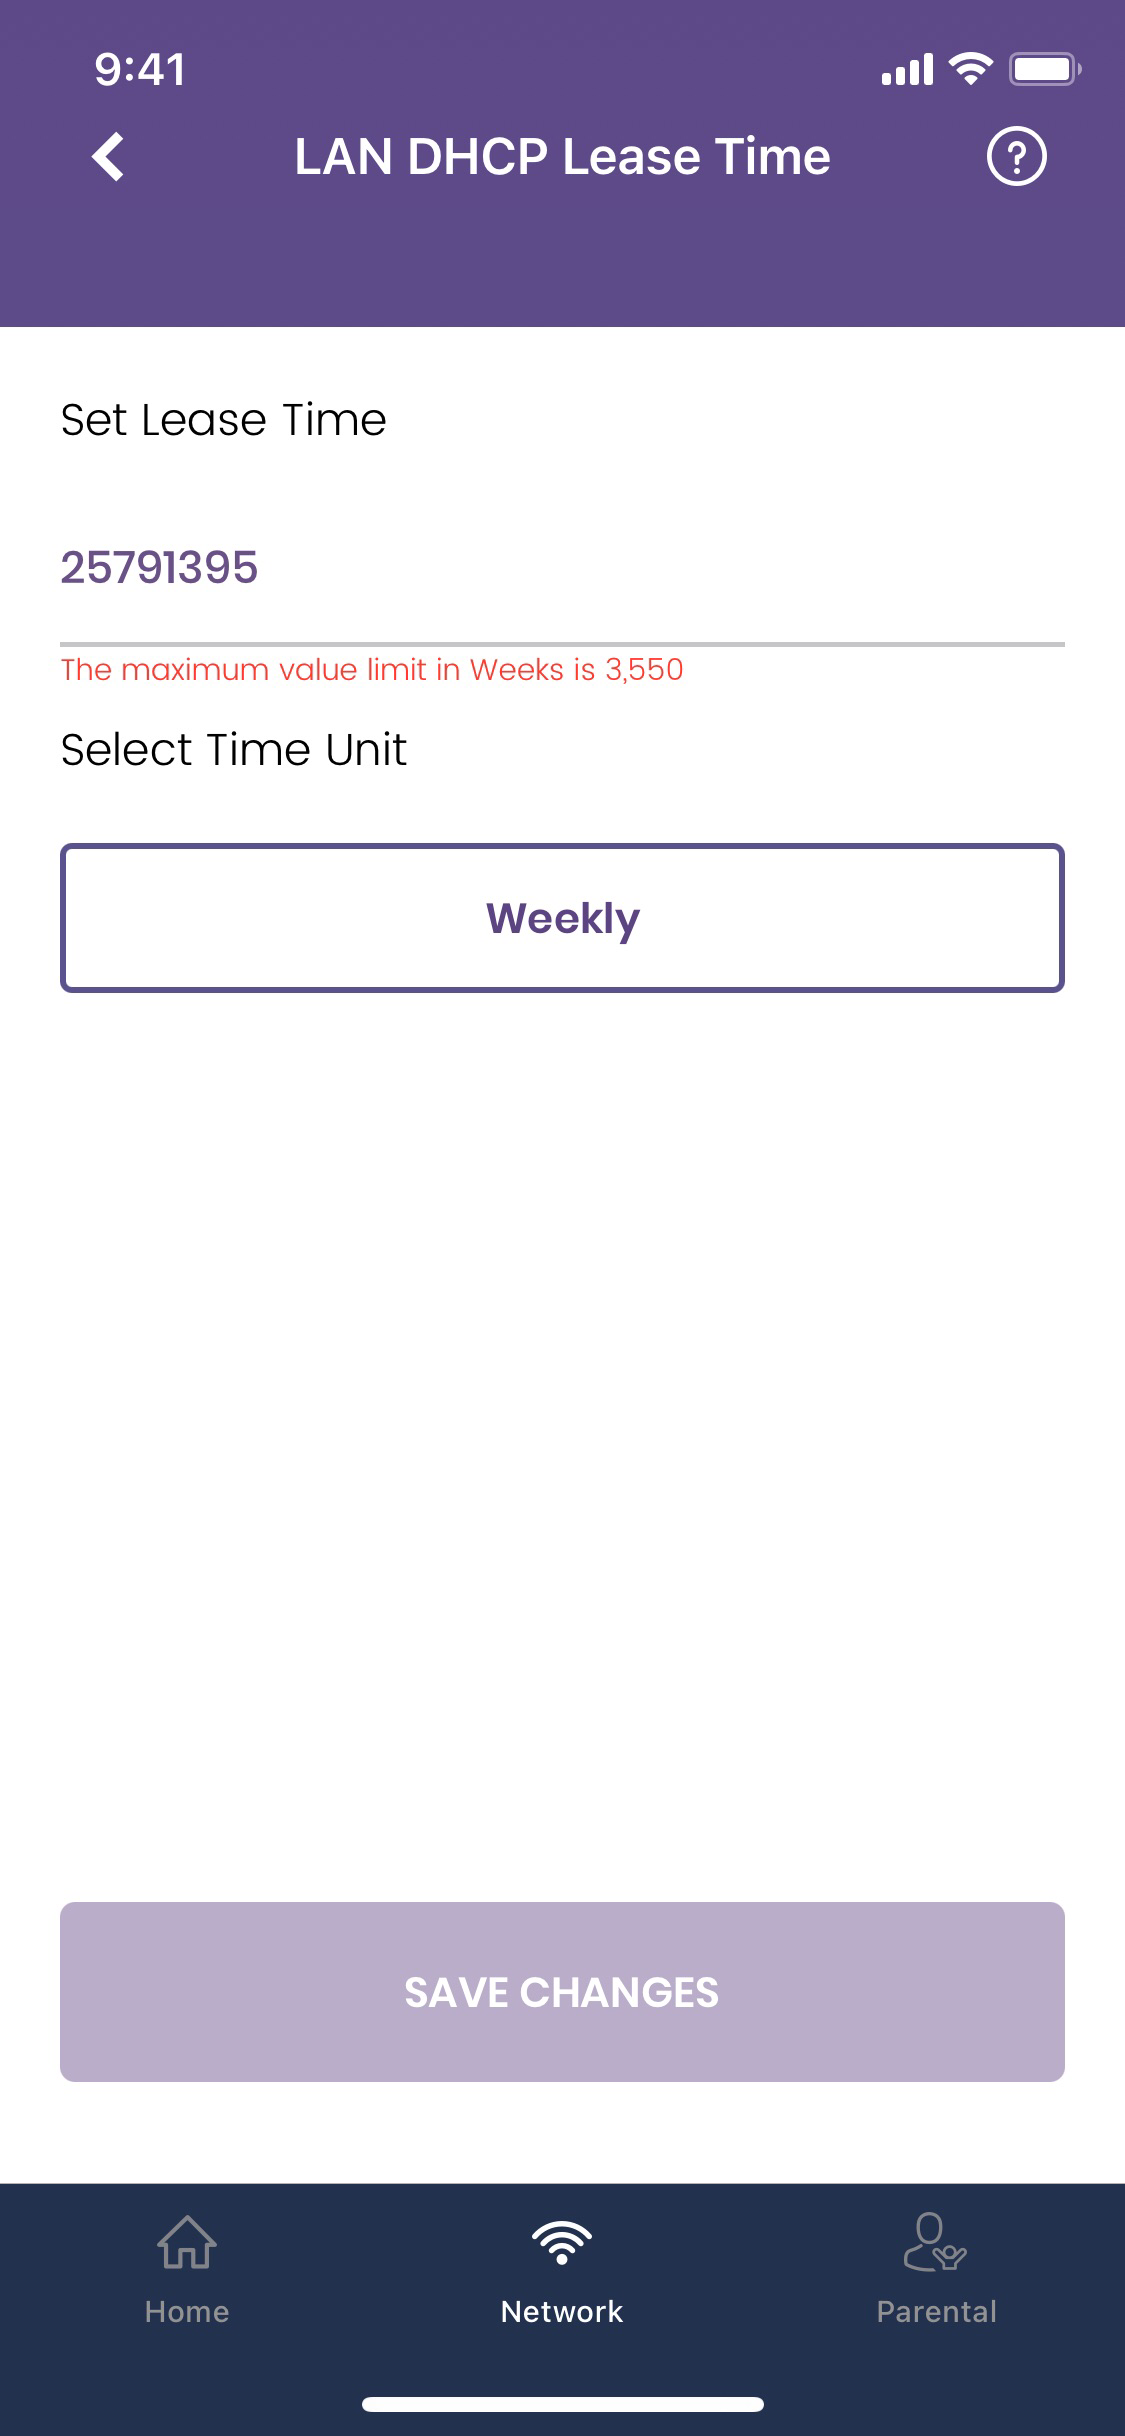 9:41
LAN DHCP Lease Time
Set Lease Time
25791395
The maximum value limit in Weeks is 3,550
Select Time Unit
Weekly
SAVE CHANGES
Home
Network
Parental